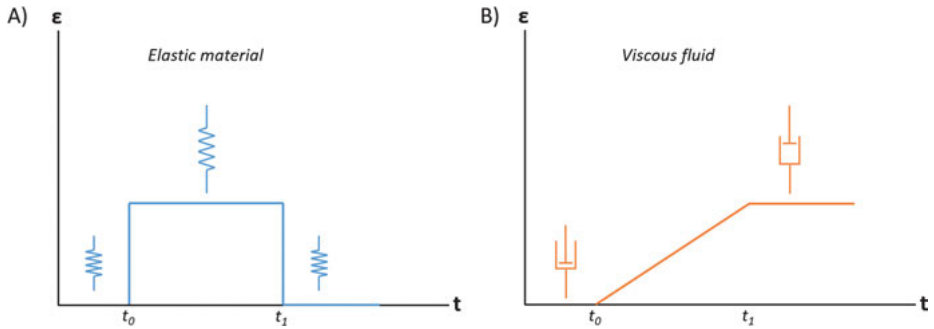 A)
ε
Elastic material
t
t0
t1
B)
ε
Viscous fluid
t
t0
t1